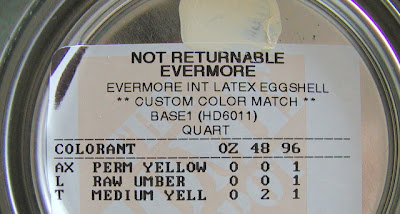 NOT RETURNABLE
EVERMORE
EVERMORE INT LATEX EGGSHELL
** CUSTOM COLOR MATCH **
BASE1 (HD6011)
QUART
COLORANT OZ 48 96
AX PERM YELLOW 0 0 1
L RAW UMBER 0 0 1
T MEDIUM YELL 0 2 1